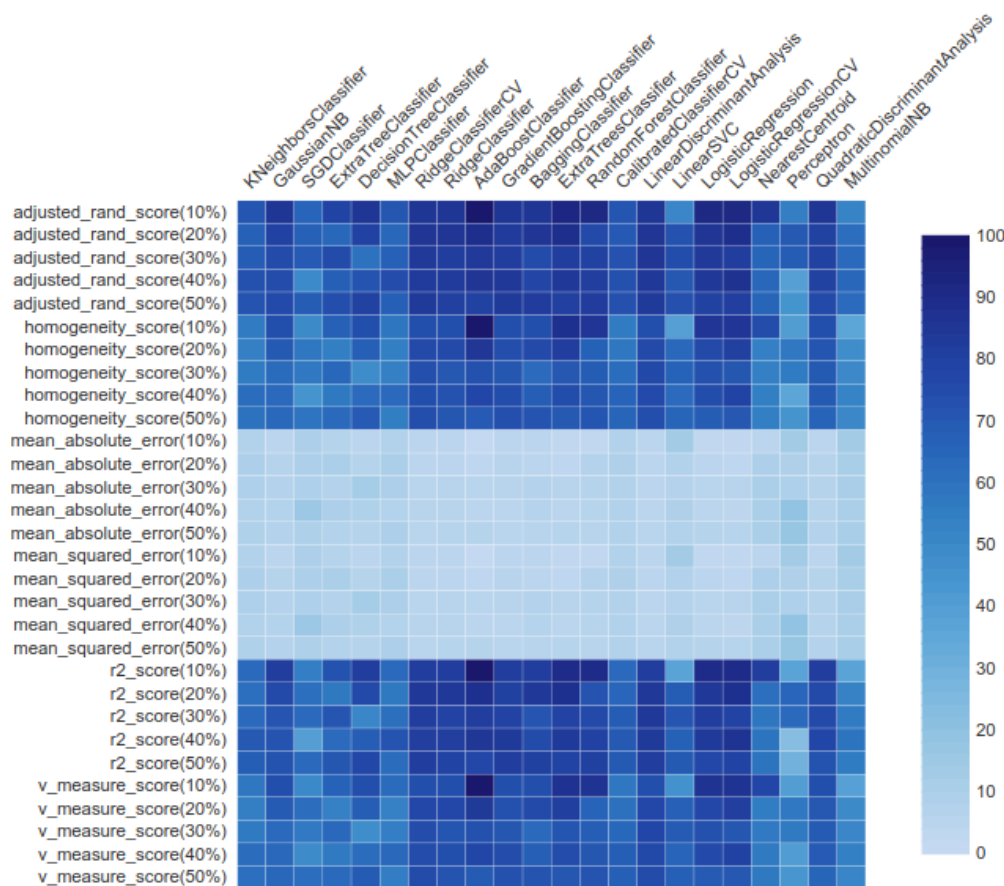 KNeighborsClassifier
GaussianNB
SGDClassifier
ExtraTreeClassifier
DecisionTreeClassifier
MLPClassifier
RidgeClassifierCV
RidgeClassifier
AdaBoostClassifier
GradientBoostingClassifier
BaggingClassifier
ExtraTreesClassifier
RandomForestClassifier
CalibratedClassifierCV
LinearDiscriminantAnalysis
LinearSVC
LogisticRegression
LogisticRegressionCV
NearestCentroid
Perceptron
QuadraticDiscriminantAnalysis
MultinomialNB
adjusted_rand_score(10%)
adjusted_rand_score(20%)
adjusted_rand_score(30%)
adjusted_rand_score(40%)
adjusted_rand_score(50%)
homogeneity_score(10%)
homogeneity_score(20%)
homogeneity_score(30%)
homogeneity_score(40%)
homogeneity_score(50%)
mean_absolute_error(10%)
mean_absolute_error(20%)
mean_absolute_error(30%)
mean_absolute_error(40%)
mean_absolute_error(50%)
mean_squared_error(10%)
mean_squared_error(20%)
mean_squared_error(30%)
mean_squared_error(40%)
mean_squared_error(50%)
r2_score(10%)
r2_score(20%)
r2_score(30%)
r2_score(40%)
r2_score(50%)
v_measure_score(10%)
v_measure_score(20%)
v_measure_score(30%)
v_measure_score(40%)
v_measure_score(50%)
100
90
80
70
60
50
40
30
20
10
0